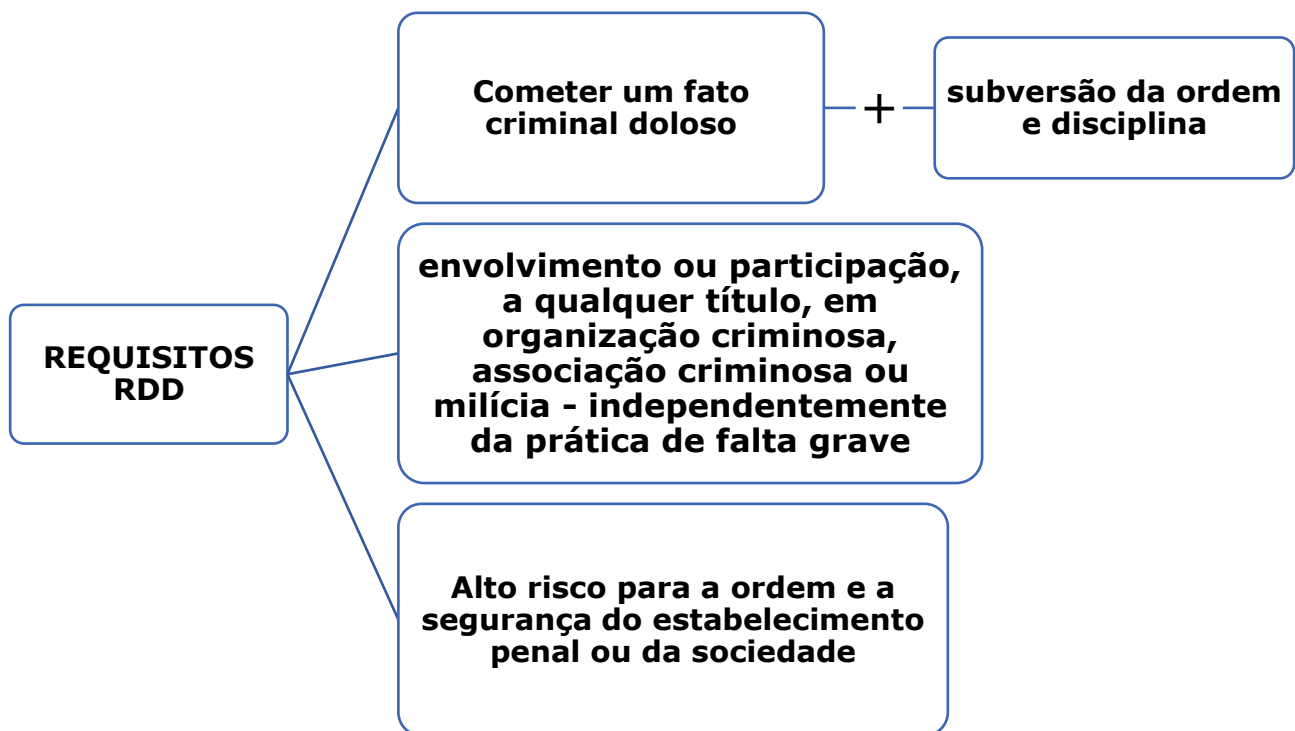 REQUISITOS
RDD
Cometer um fato
criminal doloso
+
subversão da ordem
e disciplina
envolvimento ou participação,
a qualquer título, em
organização criminosa,
associação criminosa ou
milícia - independentemente
da prática de falta grave
Alto risco para a ordem e a
segurança do estabelecimento
penal ou da sociedade